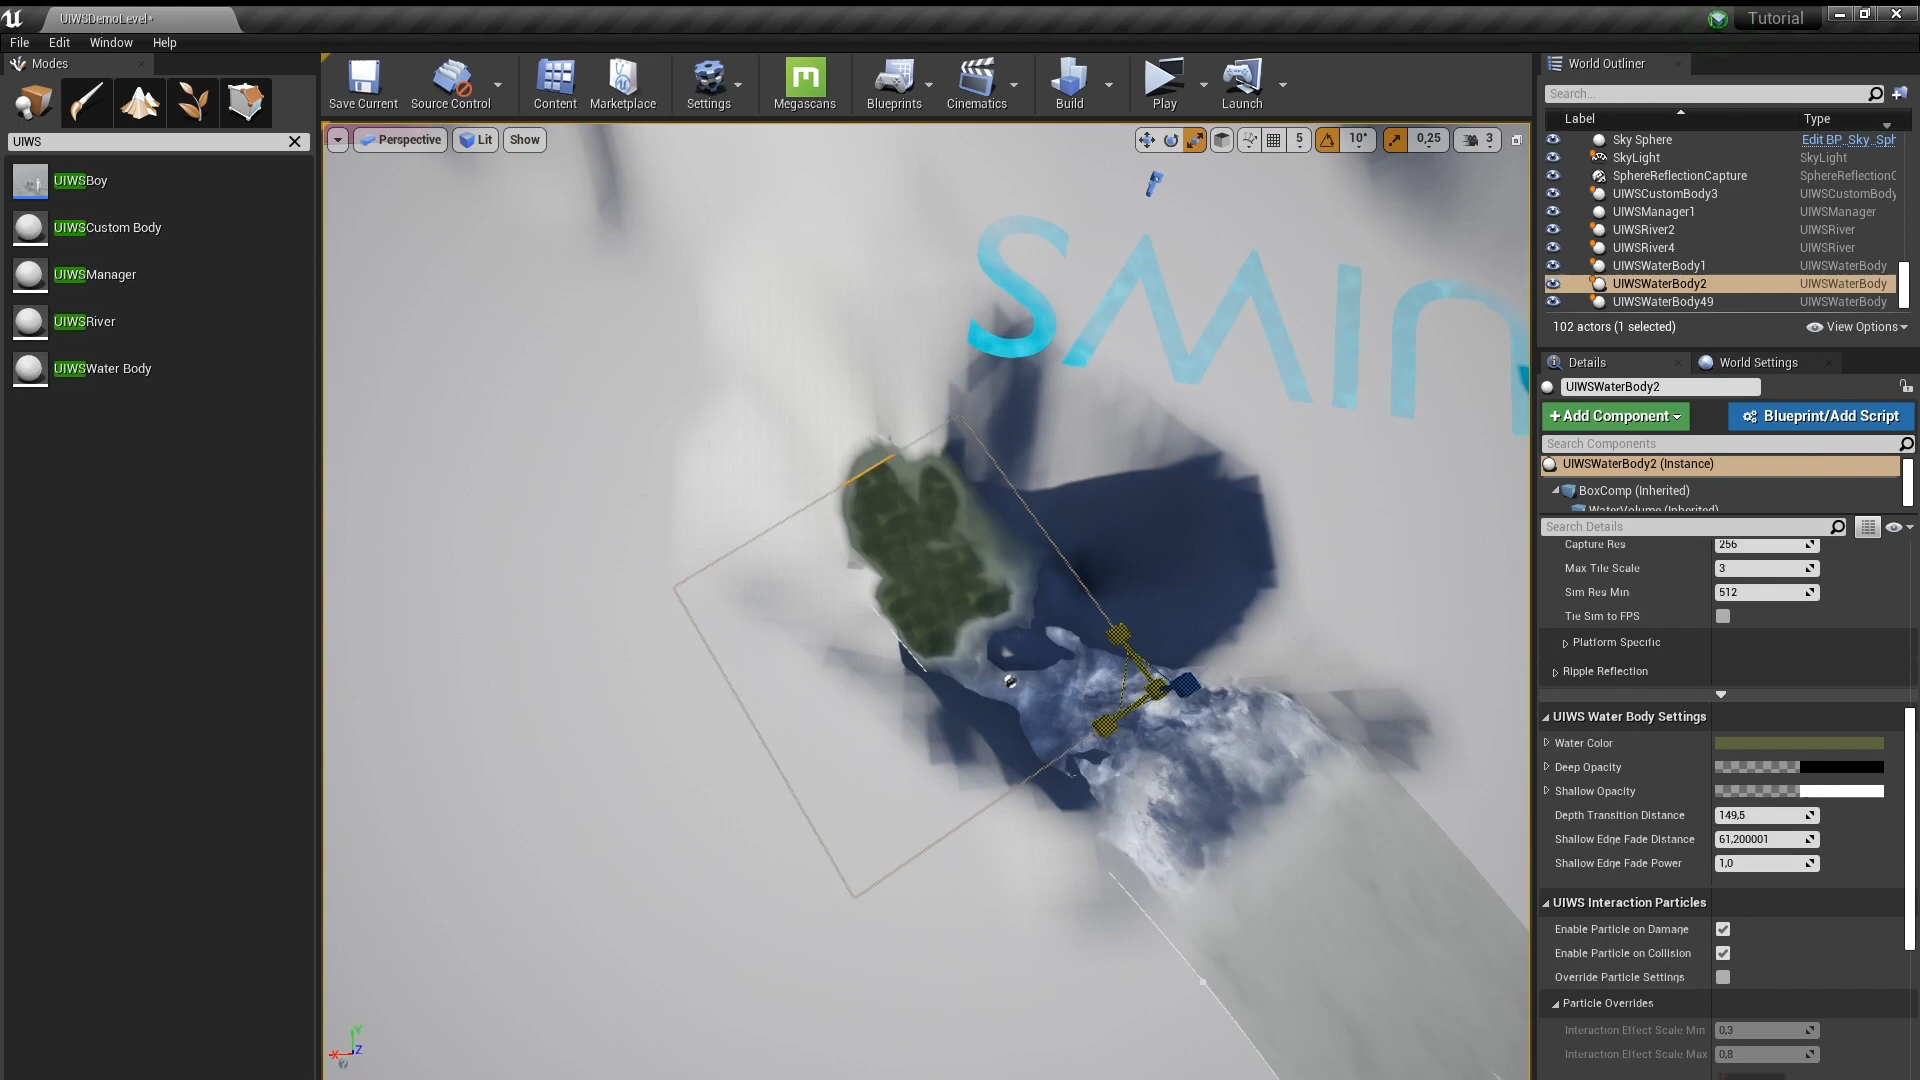 UIWSDemoLevel*
Tutorial
File Edit Window Help
Modes
UIWS
UIWSBoy
UIWSCustom Body
UIWSManager
UIWSRiver
UIWSWater Body
Save Current Source Control Content Marketplace Settings Megascans Blueprints Cinematics Build Play Launch
Perspective Lit Show
5 10° 0,25 3
Swim
X Y Z
World Outliner
Search...
Label Type
Sky Sphere Edit BP_Sky_Sph
SkyLight SkyLight
SphereReflectionCapture SphereReflectionC
UIWSCustomBody3 UIWSCustomBody
UIWSManager1 UIWSManager
UIWSRiver2 UIWSRiver
UIWSRiver4 UIWSRiver
UIWSWaterBody1 UIWSWaterBody
UIWSWaterBody2 UIWSWaterBody
UIWSWaterBody49 UIWSWaterBody
102 actors (1 selected) View Options
Details World Settings
UIWSWaterBody2
+Add Component Blueprint/Add Script
Search Components
UIWSWaterBody2 (Instance)
BoxComp (Inherited)
WaterVolume (Inherited)
Search Details
Capture Res 256
Max Tile Scale 3
Sim Res Min 512
Tie Sim to FPS
Platform Specific
Ripple Reflection
UIWS Water Body Settings
Water Color
Deep Opacity
Shallow Opacity
Depth Transition Distance 149,5
Shallow Edge Fade Distance 61,200001
Shallow Edge Fade Power 1,0
UIWS Interaction Particles
Enable Particle on Damage
Enable Particle on Collision
Override Particle Settings
Particle Overrides
Interaction Effect Scale Min 0,3
Interaction Effect Scale Max 0,8